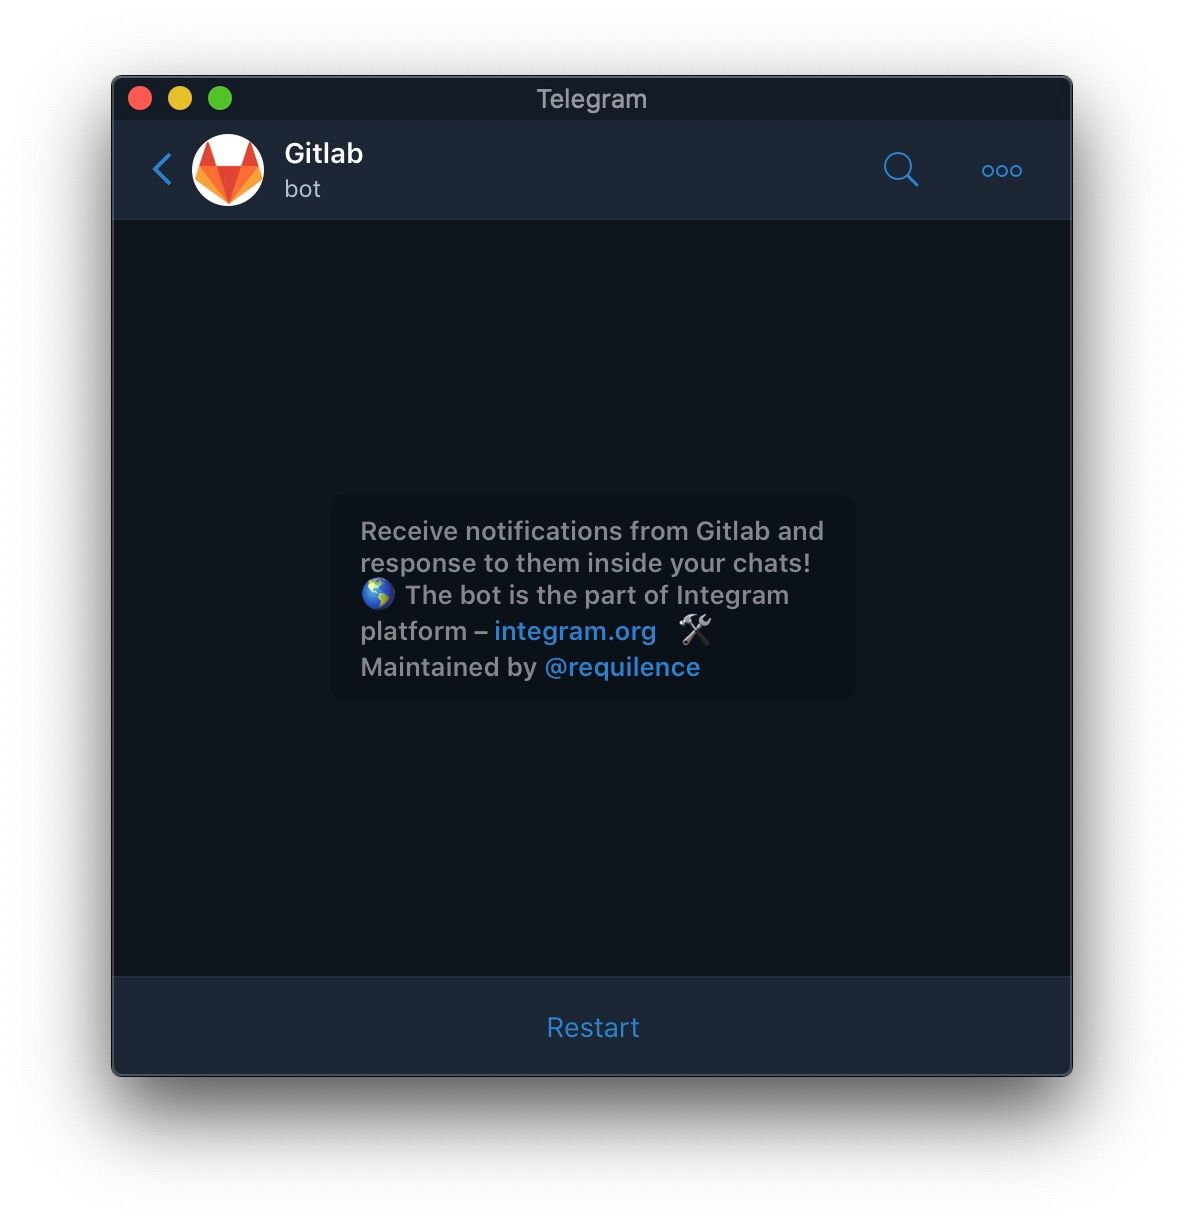 Telegram
Gitlab
bot
Receive notifications from Gitlab and
response to them inside your chats!
🌎 The bot is the part of Integram
platform – integram.org 🛠
Maintained by @requilence
Restart